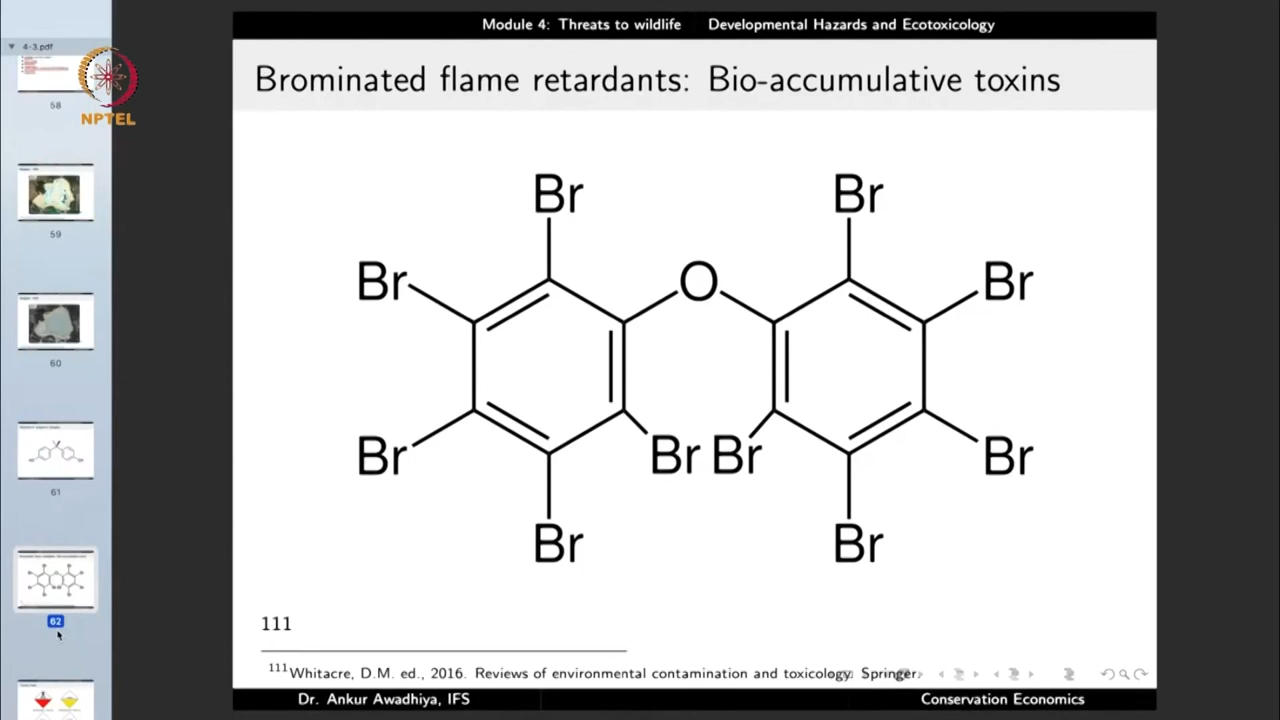 Module 4: Threats to wildlife Developmental Hazards and Ecotoxicology
4-3.pdf
NPTEL
58
59
60
61
62
Brominated flame retardants: Bio-accumulative toxins
Br Br
Br O Br
Br Br Br Br
Br Br
111
111Whitacre, D.M. ed., 2016. Reviews of environmental contamination and toxicology. Springer.
Dr. Ankur Awadhiya, IFS Conservation Economics